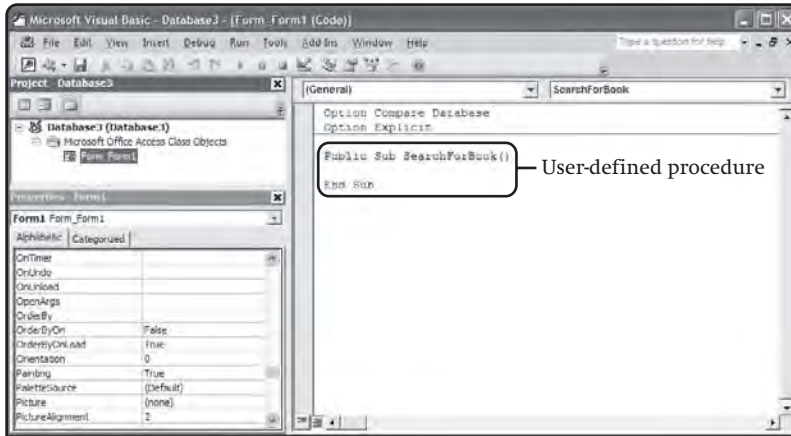 Microsoft Visual Basic - Database3 - [Form_Form1 (Code)]
File Edit View Insert Debug Run Tools Add-Ins Window Help
Type a question for help
Project - Database3
Database3 (Database3)
Microsoft Office Access Class Objects
Form_Form1
Properties - Form1
Form1 Form_Form1
Alphabetic Categorized
OnTimer
OnUndo
OnUnload
OpenArgs
OrderBy
OrderByOn False
OrderByOnLoad True
Orientation 0
Painting True
PaletteSource (Default)
Picture (none)
PictureAlignment 2
(General)
SearchForBook
Option Compare Database
Option Explicit
Public Sub SearchForBook()
End Sub
User-defined procedure